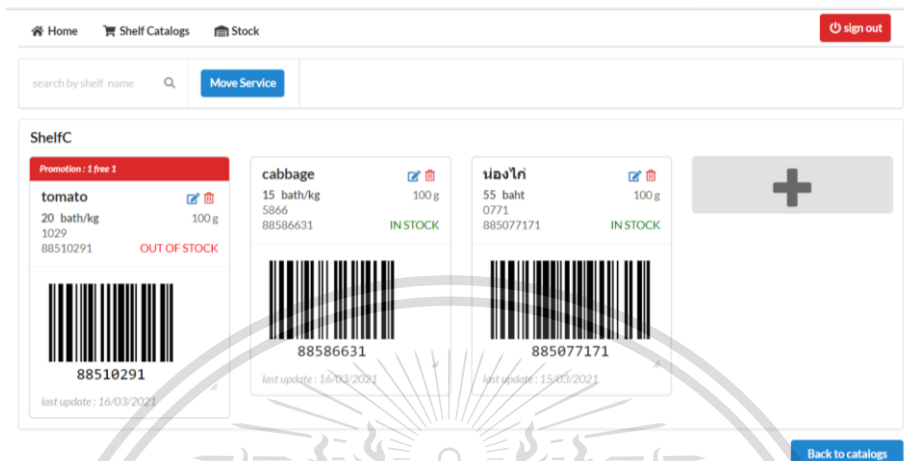 Home Shelf Catalogs Stock sign out
search by shelf name Move Service
ShelfC
Promotion : 1 free 1
tomato
20 bath/kg 100 g
1029
88510291 OUT OF STOCK
88510291
last update : 16/03/2021
cabbage
15 bath/kg 100 g
5866
88586631 IN STOCK
88586631
last update : 16/03/2021
น่องไก่
55 baht 100 g
0771
885077171 IN STOCK
885077171
last update : 15/03/2021
Back to catalogs